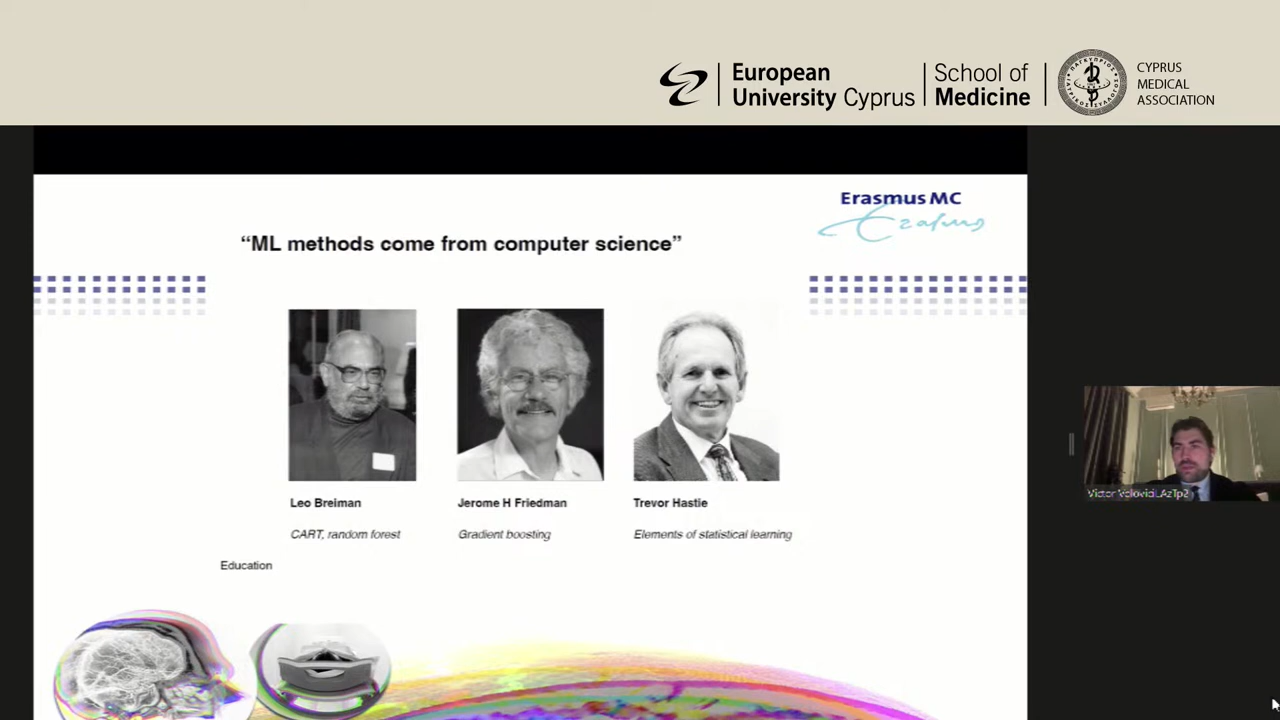 European
University Cyprus
School of
Medicine
CYPRUS
MEDICAL
ASSOCIATION
Erasmus MC
Erasmus
“ML methods come from computer science”
Leo Breiman
Jerome H Friedman
Trevor Hastie
CART, random forest
Gradient boosting
Elements of statistical learning
Education